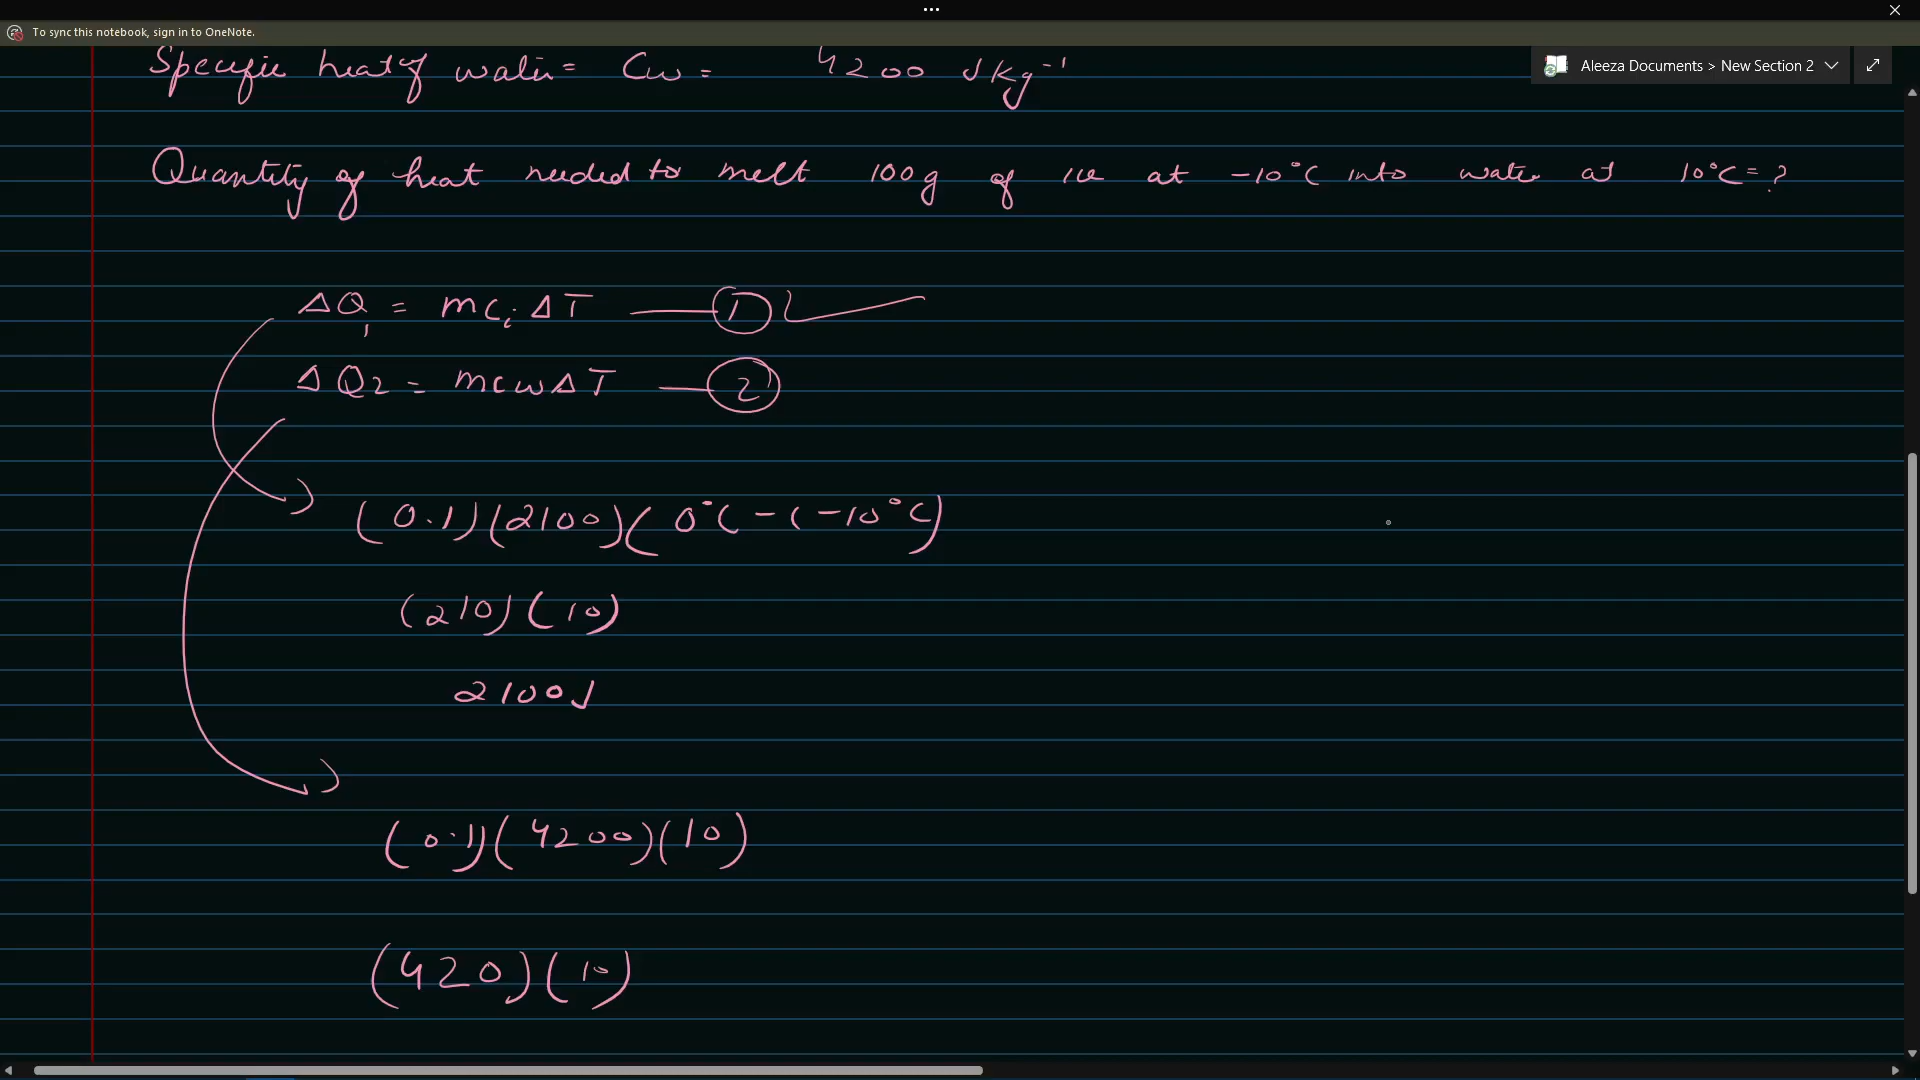 To sync this notebook, sign in to OneNote.
Aleeza Documents > New Section 2
Specific heat of water = Cw = 4200 J kg⁻¹
Quantity of heat needed to melt 100g of ice at -10°C into water at 10°C = ?
ΔQ₁ = mcᵢΔT — ①
ΔQ2 = mcwΔT — ②
(0.1)(2100)(0°C - (-10°C)
(210)(10)
2100J
(0.1)(4200)(10)
(420)(10)